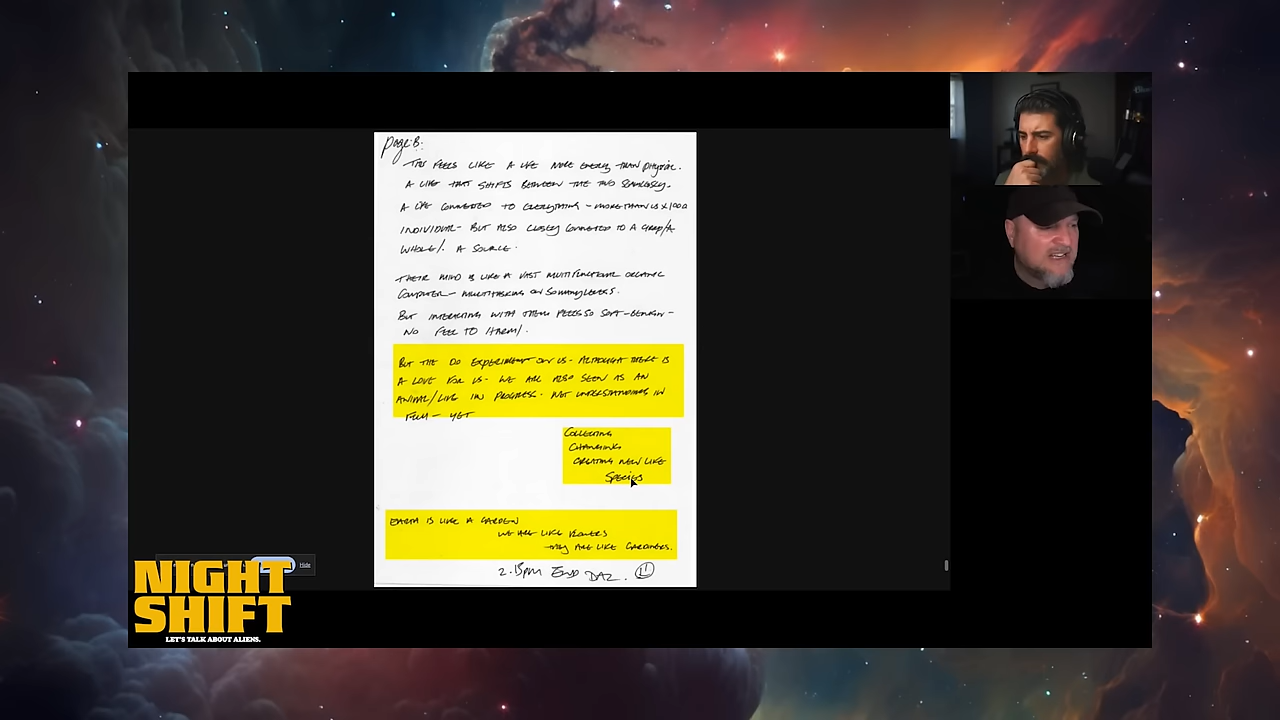 page: 8:
THIS FEELS LIKE A LIFE MORE ENERGY THAN physical.
A LIFE THAT SHIFTS BETWEEN THE TWO SEAMLESSLY.
A LIFE CONNECTED TO EVERYTHING - MORE THAN US X1000
INDIVIDUAL - BUT ALSO CLOSELY CONNECTED TO A GROUP/A
WHOLE/. A SOURCE.
THEIR MIND IS LIKE A VAST MULTIFUNCTIONAL ORGANIC
COMPUTER - MULTITASKING ON SO MANY LEVELS.
BUT INTERACTING WITH THEM FEELS SO SOFT - BENIGN -
NO FEEL TO HARM/.
BUT THE DO EXPERIMENT ON US - ALTHOUGH THERE IS
A LOVE FOR US - WE ARE ALSO SEEN AS AN
ANIMAL/LIFE IN PROGRESS. NOT UNDERSTANDING IN
FULL - YET
COLLECTING
CHANGING
CREATING NEW LIFE
SPECIES
EARTH IS LIKE A GARDEN
WE ARE LIKE FLOWERS
THEY ARE LIKE GARDENERS.
2.15pm END DAZ.
Hide
NIGHT
SHIFT
LET'S TALK ABOUT ALIENS.